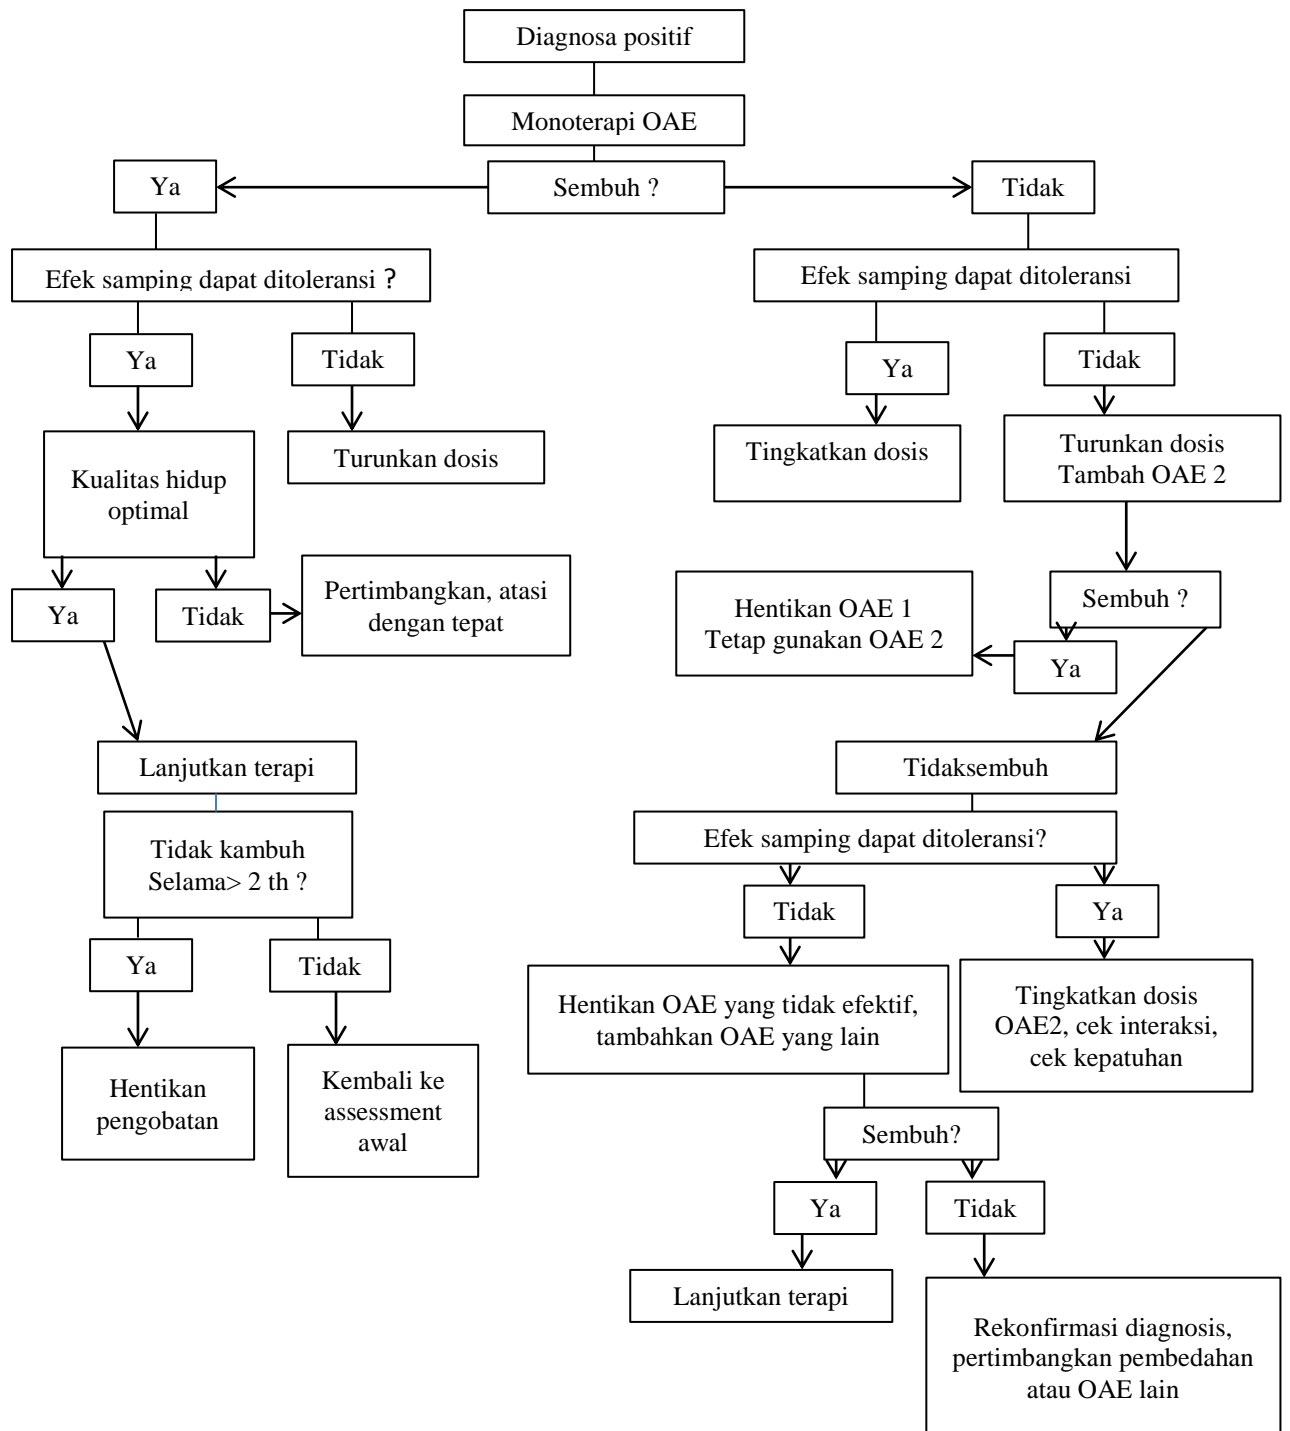 Diagnosa positif
Monoterapi OAE
Ya
Sembuh ?
Tidak
Efek samping dapat ditoleransi ?
Efek samping dapat ditoleransi
Ya
Tidak
Ya
Tidak
Kualitas hidup
optimal
Turunkan dosis
Tingkatkan dosis
Turunkan dosis
Tambah OAE 2
Ya
Tidak
Pertimbangkan, atasi
dengan tepat
Hentikan OAE 1
Tetap gunakan OAE 2
Sembuh ?
Ya
Lanjutkan terapi
Tidaksembuh
Tidak kambuh
Selama> 2 th ?
Efek samping dapat ditoleransi?
Ya
Tidak
Tidak
Ya
Hentikan
pengobatan
Kembali ke
assessment
awal
Hentikan OAE yang tidak efektif,
tambahkan OAE yang lain
Tingkatkan dosis
OAE2, cek interaksi,
cek kepatuhan
Sembuh?
Ya
Tidak
Lanjutkan terapi
Rekonfirmasi diagnosis,
pertimbangkan pembedahan
atau OAE lain